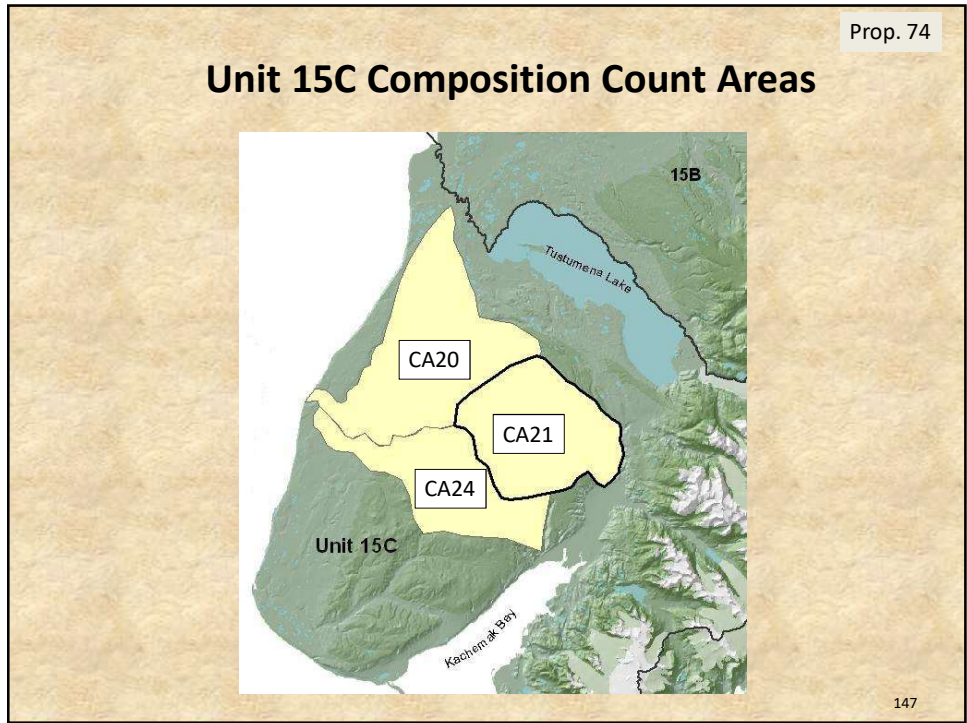 Prop. 74
Unit 15C Composition Count Areas
15B
Tustumena Lake
CA20
CA21
CA24
Unit 15C
Kachemak Bay
147